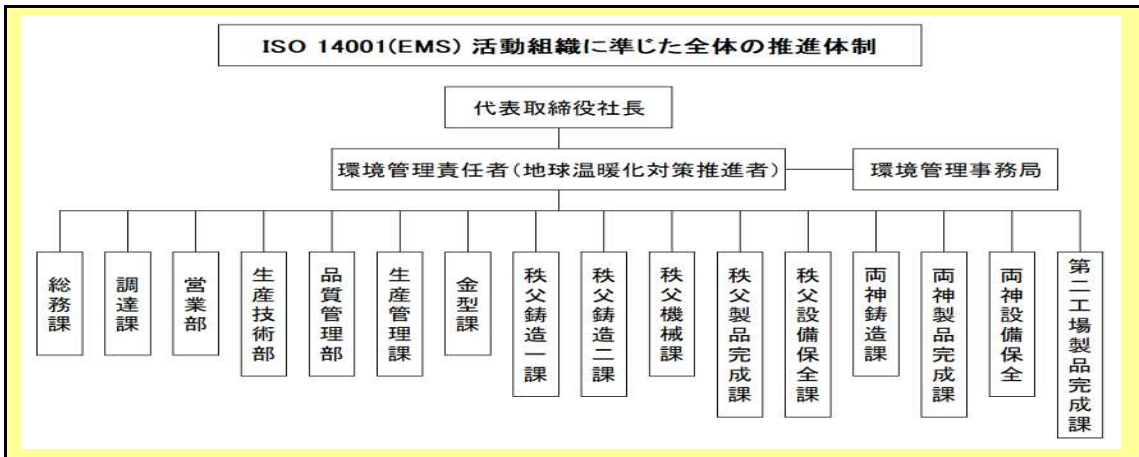 ISO 14001(EMS) 活動組織に準じた全体の推進体制
代表取締役社長
環境管理責任者(地球温暖化対策推進者)
環境管理事務局
総務課
調達課
営業部
生産技術部
品質管理部
生産管理課
金型課
秩父鋳造一課
秩父鋳造二課
秩父機械課
秩父製品完成課
秩父設備保全課
両神鋳造課
両神製品完成課
両神設備保全
第二工場製品完成課